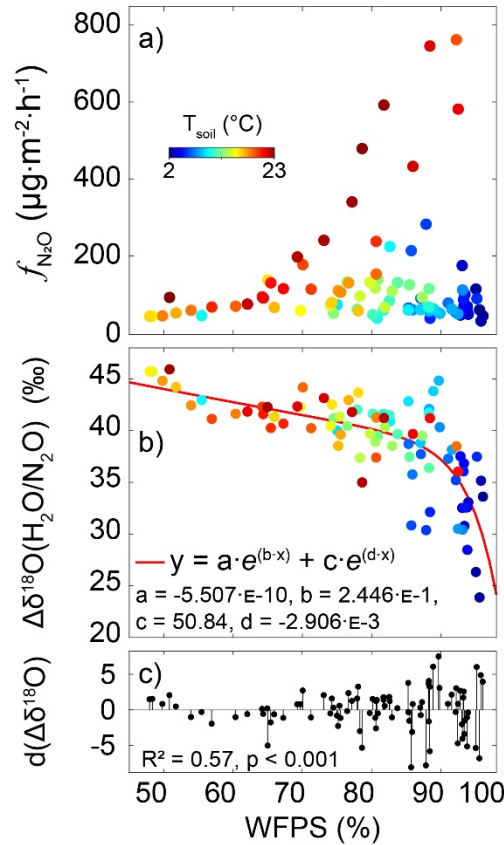 a)
800
600
400
200
0
f_N₂O (µg·m⁻²·h⁻¹)
T_soil (°C)
2 23
b)
45
40
35
30
25
20
Δδ¹⁸O(H₂O/N₂O) (‰)
y = a·e^(b·x) + c·e^(d·x)
a = -5.507·E-10, b = 2.446·E-1,
c = 50.84, d = -2.906·E-3
c)
5
0
-5
d(Δδ¹⁸O)
R² = 0.57, p < 0.001
50 60 70 80 90 100
WFPS (%)